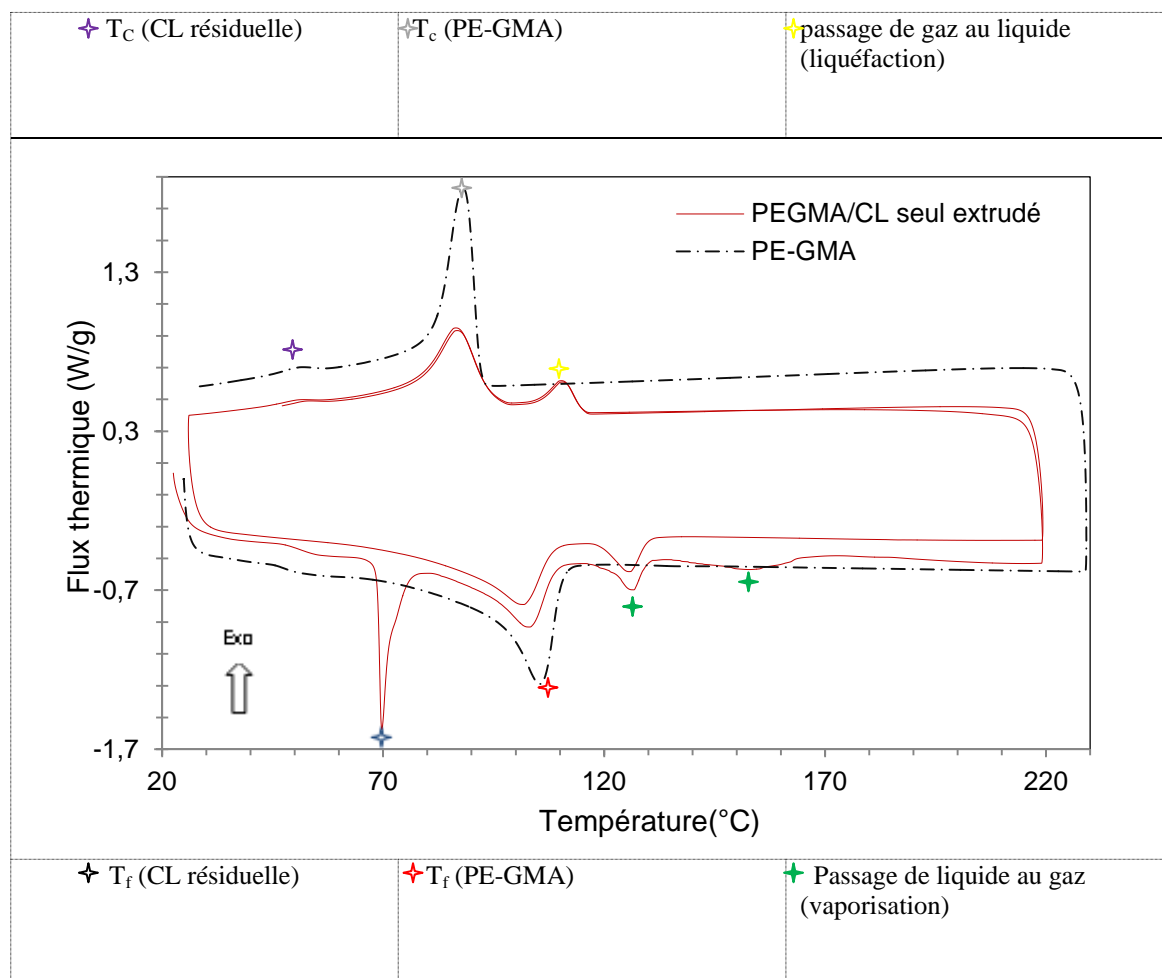 T_C (CL résiduelle)
T_c (PE-GMA)
passage de gaz au liquide
(liquéfaction)
PEGMA/CL seul extrudé
PE-GMA
1,3
0,3
-0,7
-1,7
Flux thermique (W/g)
Exo
20
70
120
170
220
Température(°C)
T_f (CL résiduelle)
T_f (PE-GMA)
Passage de liquide au gaz
(vaporisation)